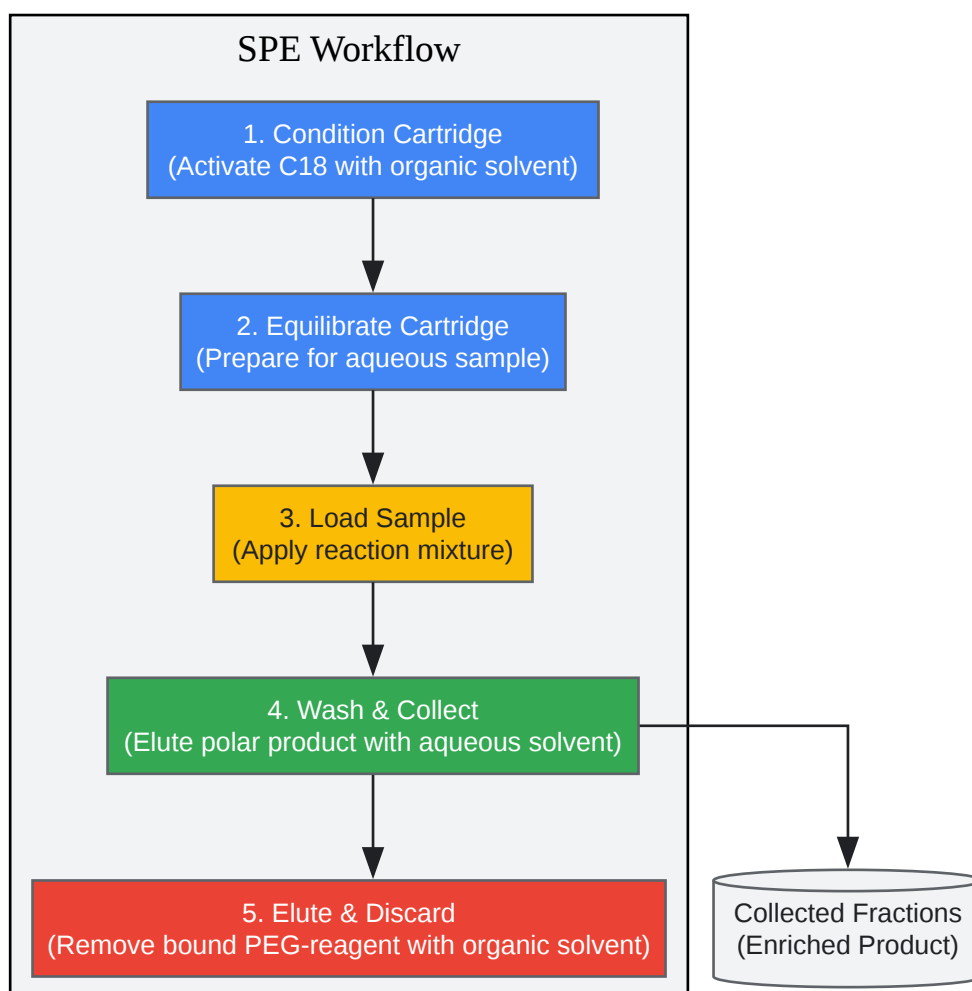 SPE Workflow
1. Condition Cartridge
(Activate C18 with organic solvent)
2. Equilibrate Cartridge
(Prepare for aqueous sample)
3. Load Sample
(Apply reaction mixture)
4. Wash & Collect
(Elute polar product with aqueous solvent)
5. Elute & Discard
(Remove bound PEG-reagent with organic solvent)
Collected Fractions
(Enriched Product)